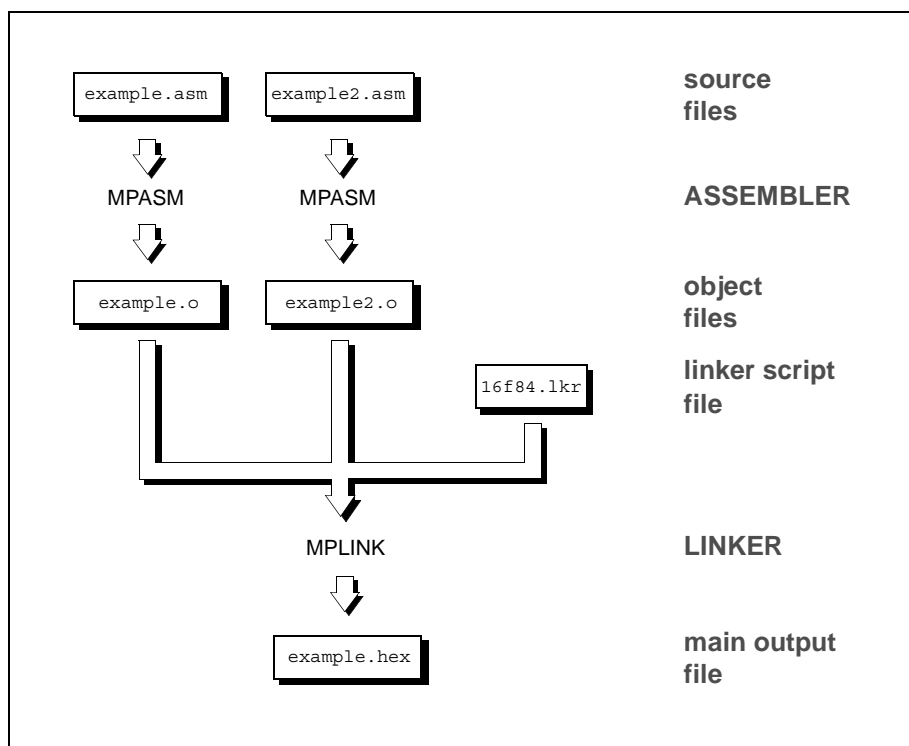 example.asm example2.asm source
files
MPASM MPASM ASSEMBLER
example.o example2.o object
files
16f84.lkr linker script
file
MPLINK LINKER
example.hex main output
file